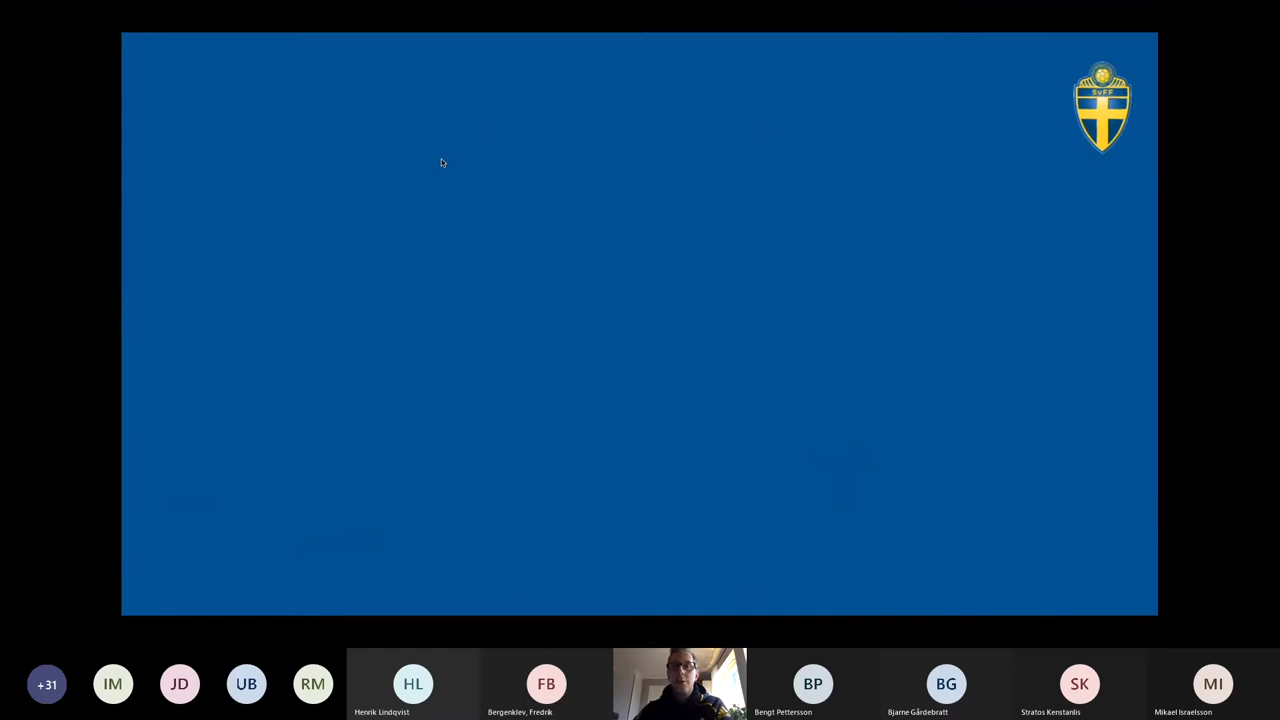 SvFF
+31
IM
JD
UB
RM
HL
FB
BP
BG
SK
MI
Henrik Lindqvist
Bergenklev, Fredrik
Bengt Pettersson
Bjarne Gårdebratt
Stratos Kenstanlis
Mikael Israelsson